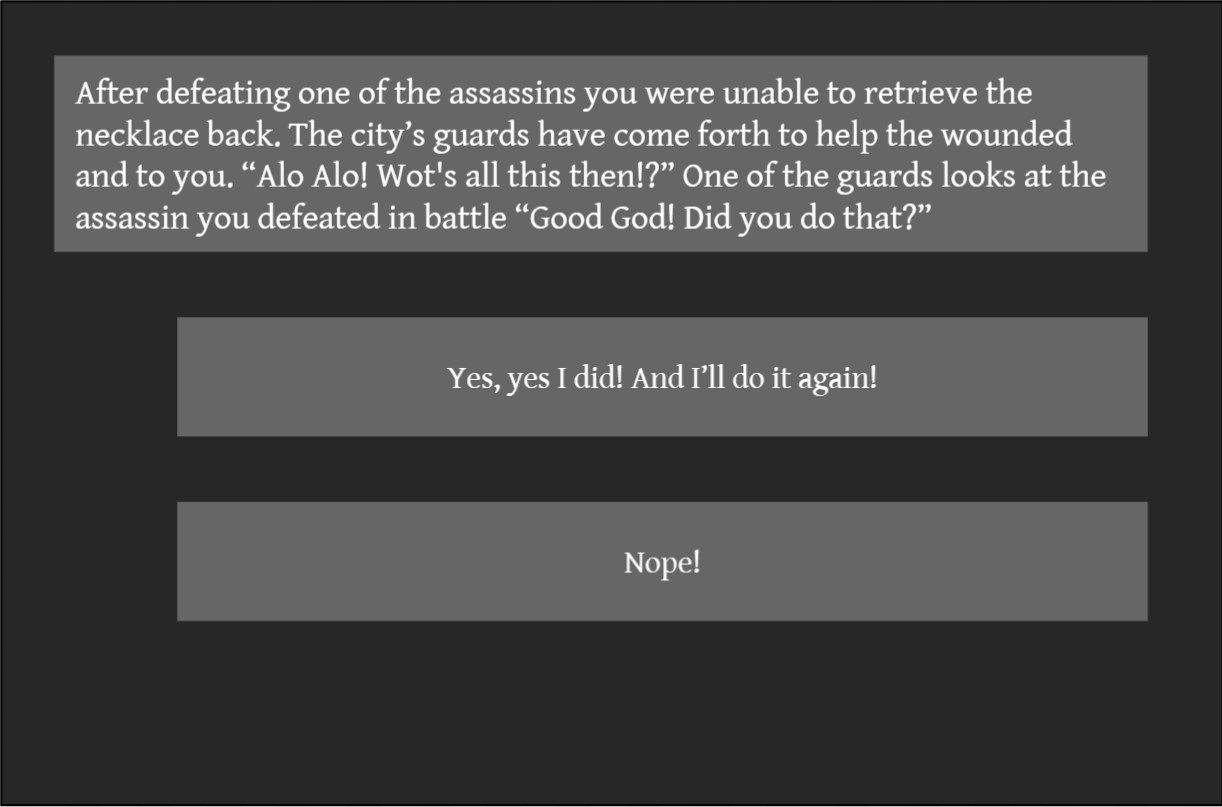 After defeating one of the assassins you were unable to retrieve the
necklace back. The city’s guards have come forth to help the wounded
and to you. “Alo Alo! Wot's all this then!?” One of the guards looks at the
assassin you defeated in battle “Good God! Did you do that?”
Yes, yes I did! And I’ll do it again!
Nope!